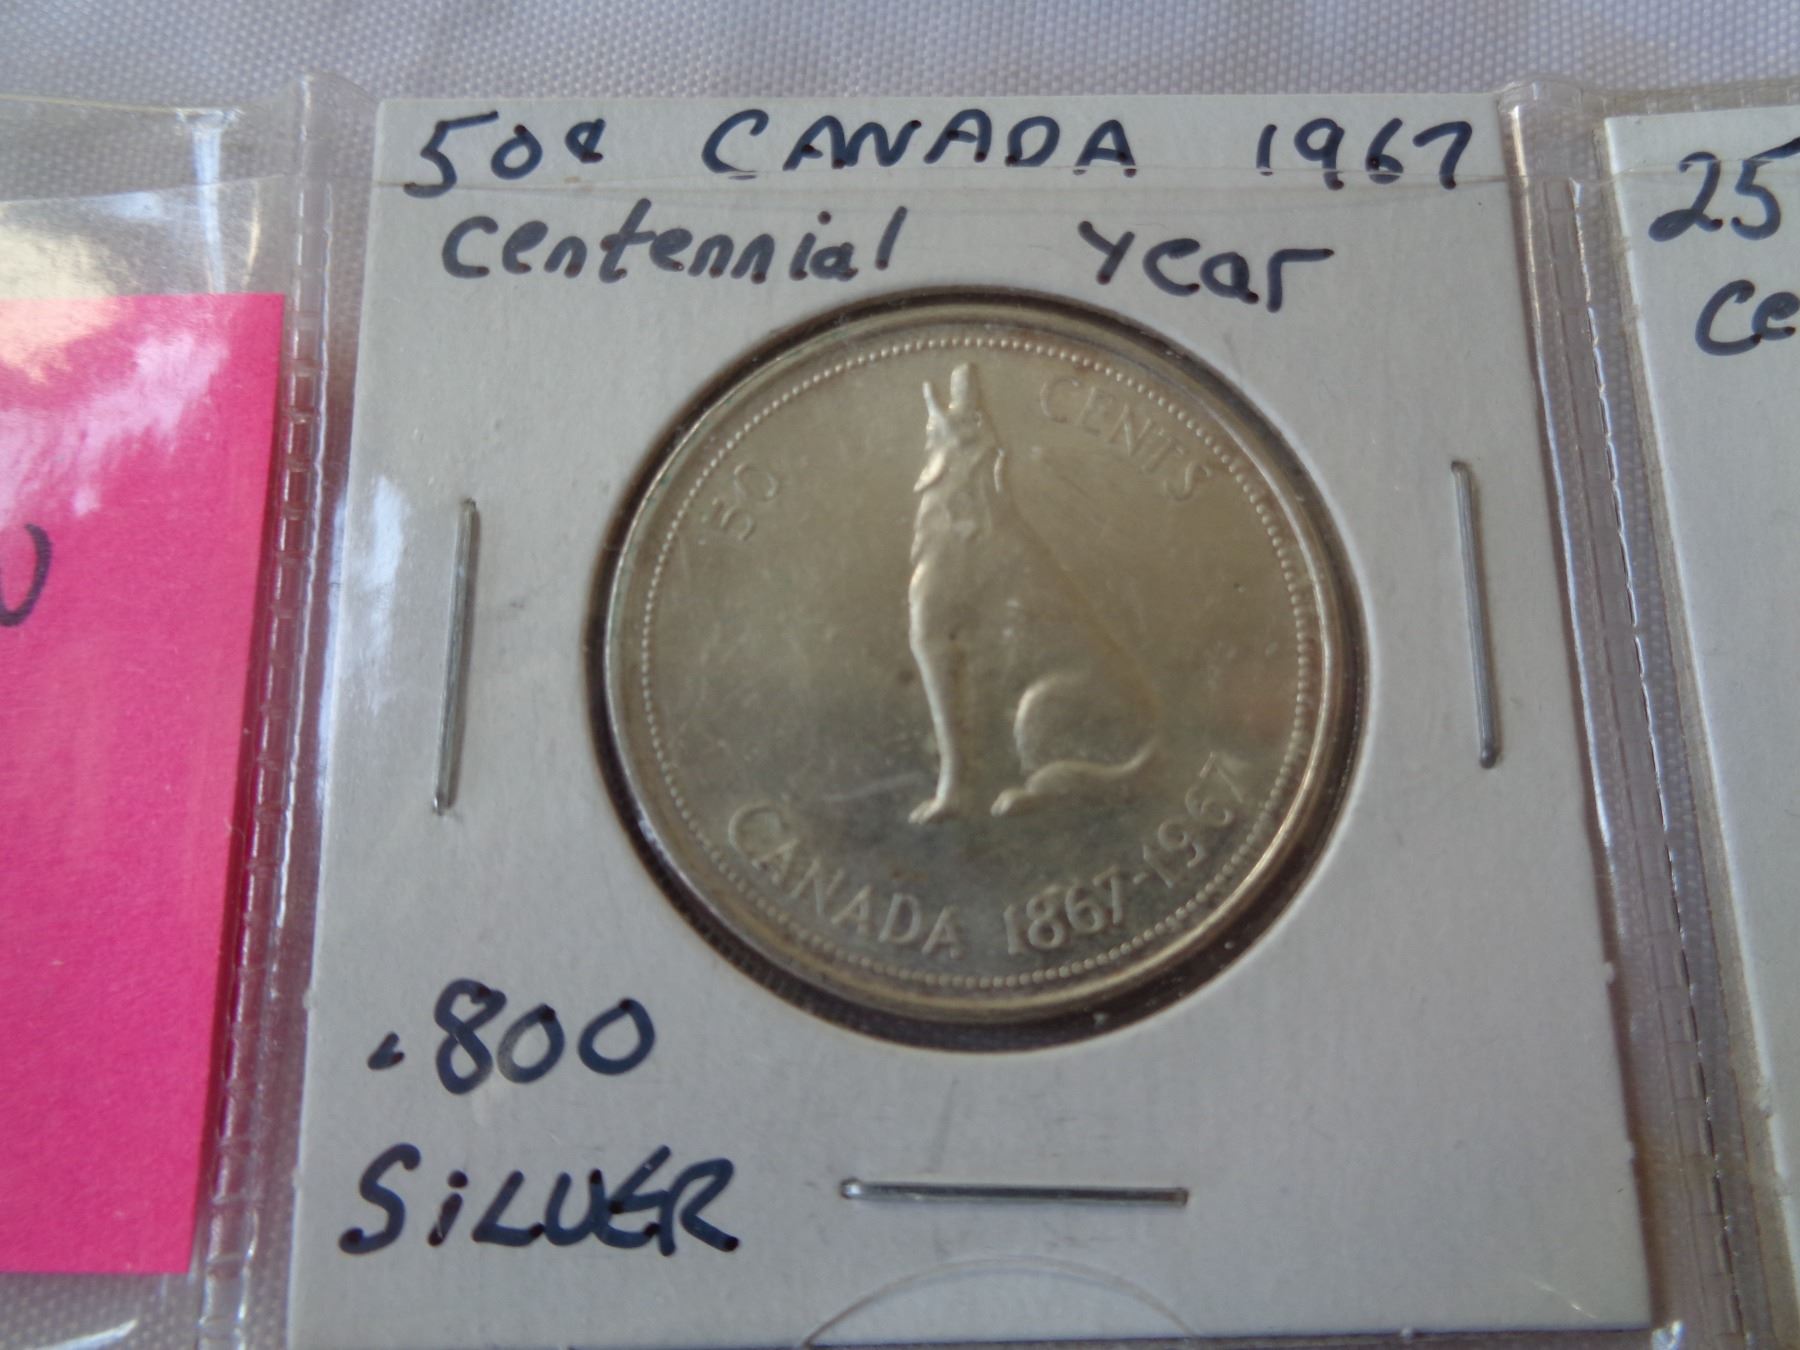 50¢ CANADA 1967
centennial year
50 CENTS
CANADA 1867-1967
.800
SiLVER
25
Ce